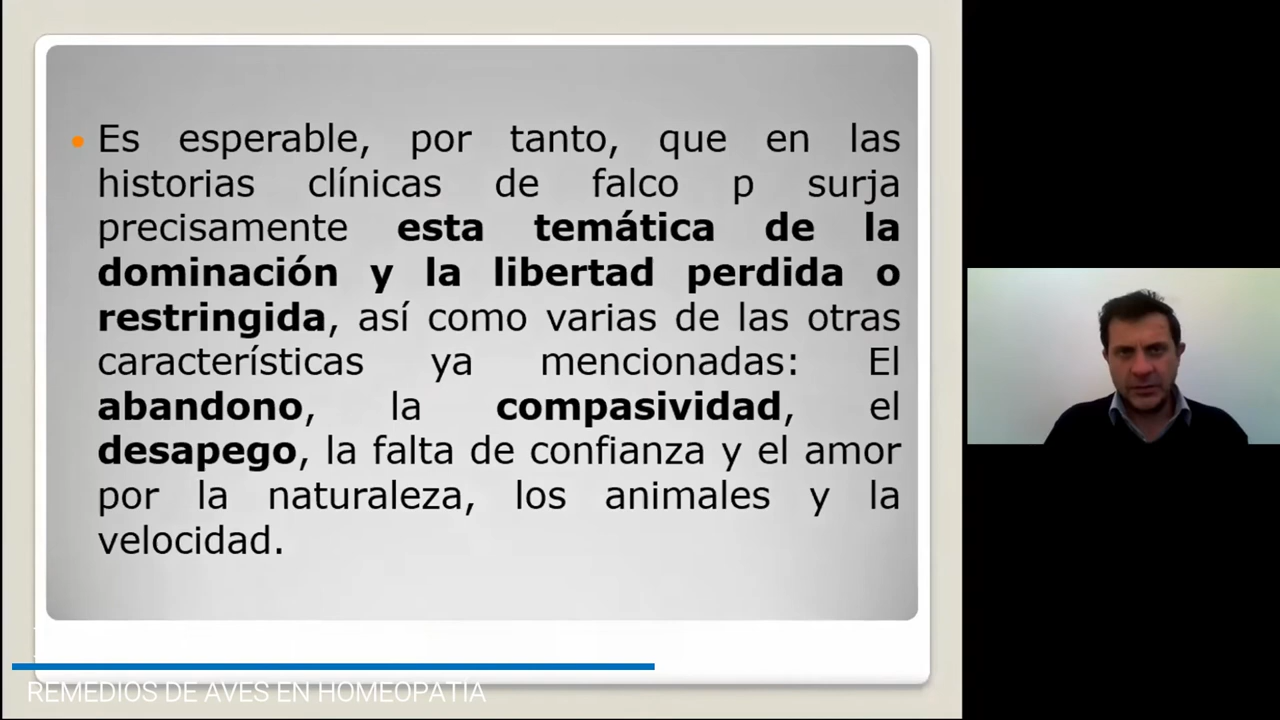 Es esperable, por tanto, que en las
historias clínicas de falco p surja
precisamente esta temática de la
dominación y la libertad perdida o
restringida, así como varias de las otras
características ya mencionadas: El
abandono, la compasividad, el
desapego, la falta de confianza y el amor
por la naturaleza, los animales y la
velocidad.
REMEDIOS DE AVES EN HOMEOPATÍA